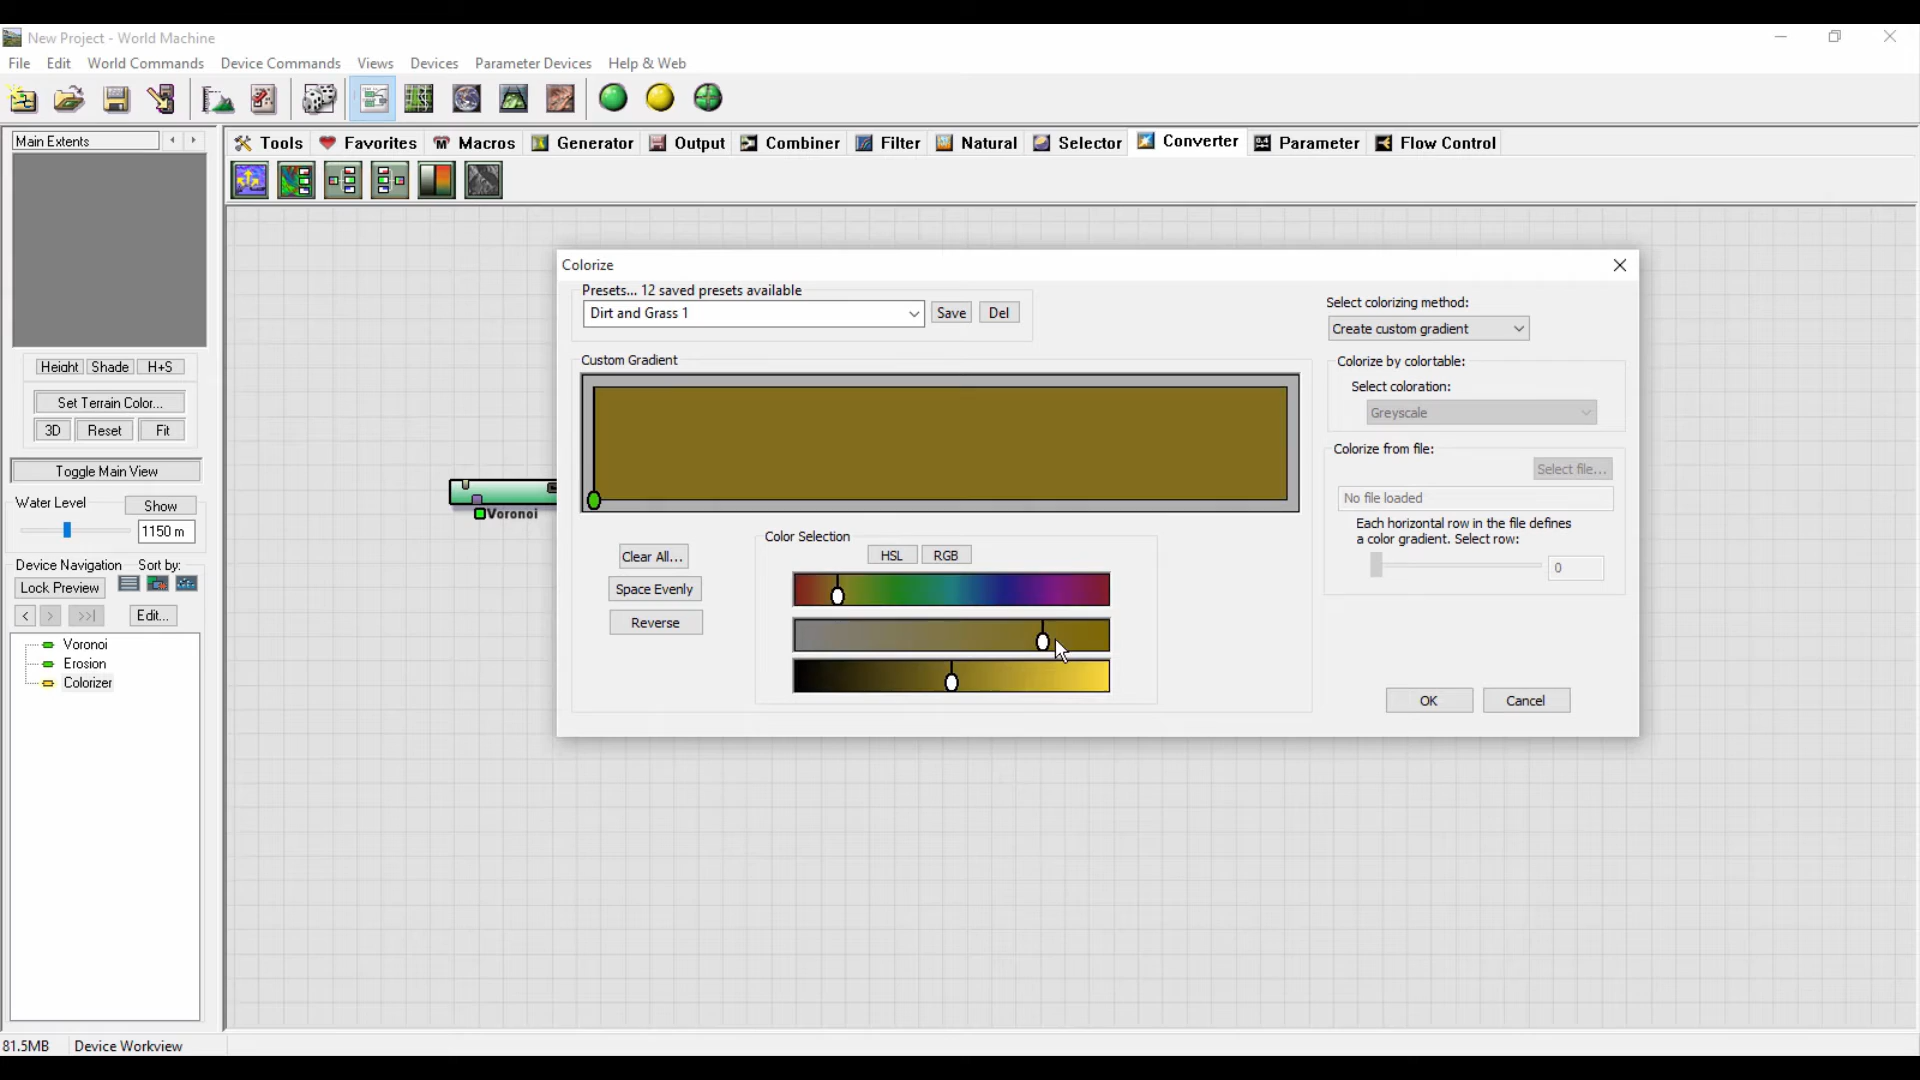 New Project - World Machine
File Edit World Commands Device Commands Views Devices Parameter Devices Help & Web
Main Extents
Tools Favorites Macros Generator Output Combiner Filter Natural Selector Converter Parameter Flow Control
Height Shade H+S
Set Terrain Color...
3D Reset Fit
Toggle Main View
Water Level Show
1150 m
Device Navigation Sort by:
Lock Preview
< > >>| Edit...
Voronoi
Erosion
Colorizer
Voronoi
Colorize
Presets... 12 saved presets available
Dirt and Grass 1 Save Del
Custom Gradient
Clear All...
Space Evenly
Reverse
Color Selection
HSL RGB
Select colorizing method:
Create custom gradient
Colorize by colortable:
Select coloration:
Greyscale
Colorize from file:
Select file...
No file loaded
Each horizontal row in the file defines
a color gradient. Select row:
0
OK Cancel
81.5MB Device Workview